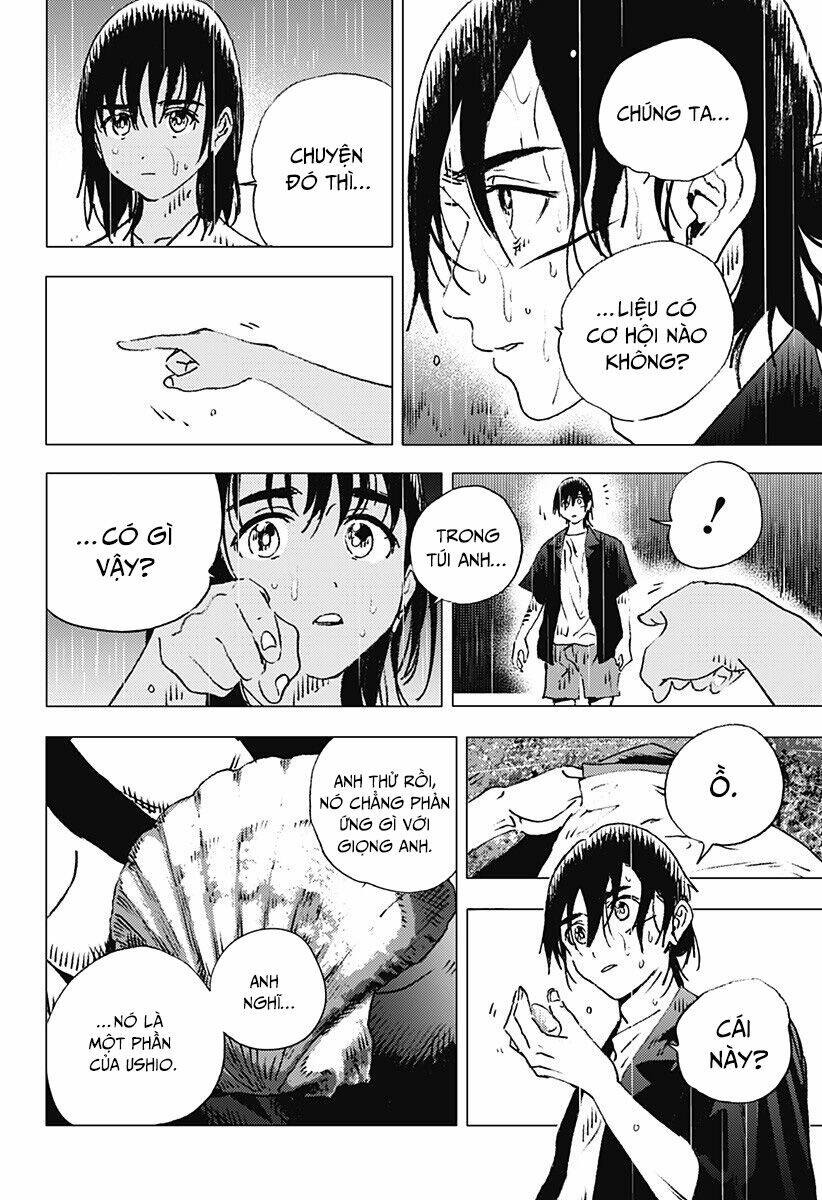 CHÚNG TA...
...LIỆU CÓ
CƠ HỘI NÀO
KHÔNG?
CHUYỆN
ĐÓ THÌ...
!
TRONG
TÚI ANH...
...CÓ GÌ
VẬY?
Ồ.
CÁI
NÀY?
ANH THỬ RỒI,
NÓ CHẲNG PHẢN
ỨNG GÌ VỚI
GIỌNG ANH.
ANH
NGHĨ...
...NÓ LÀ
MỘT PHẦN
CỦA USHIO.